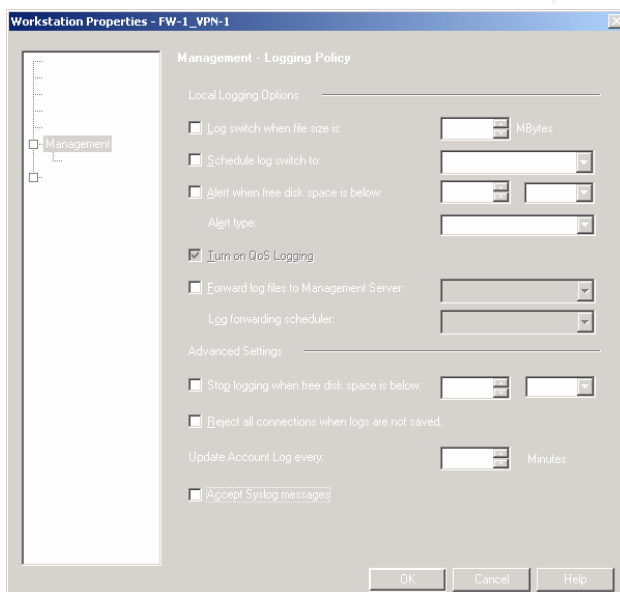 Workstation Properties - FW-1_VPN-1
Management - Logging Policy
Local Logging Options
Log switch when file size is:
MBytes
Schedule log switch to:
Alert when free disk space is below:
Alert type:
Turn on QoS Logging
Forward log files to Management Server:
Log forwarding scheduler:
Advanced Settings
Stop logging when free disk space is below:
Reject all connections when logs are not saved.
Update Account Log every:
Minutes
Accept Syslog messages
Management
OK
Cancel
Help